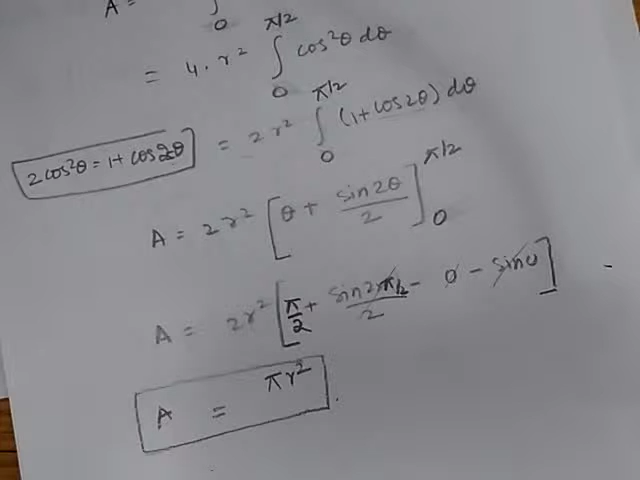 A = ∫₀
= 4 · r² ∫₀^{π/2} cos²θ dθ
2cos²θ = 1 + cos2θ = 2r² ∫₀^{π/2} (1 + cos2θ) dθ
A = 2r² [θ + sin2θ/2]₀^{π/2}
A = 2r² [π/2 + sin2π/2/2 - 0 - sin0]
A = πr²